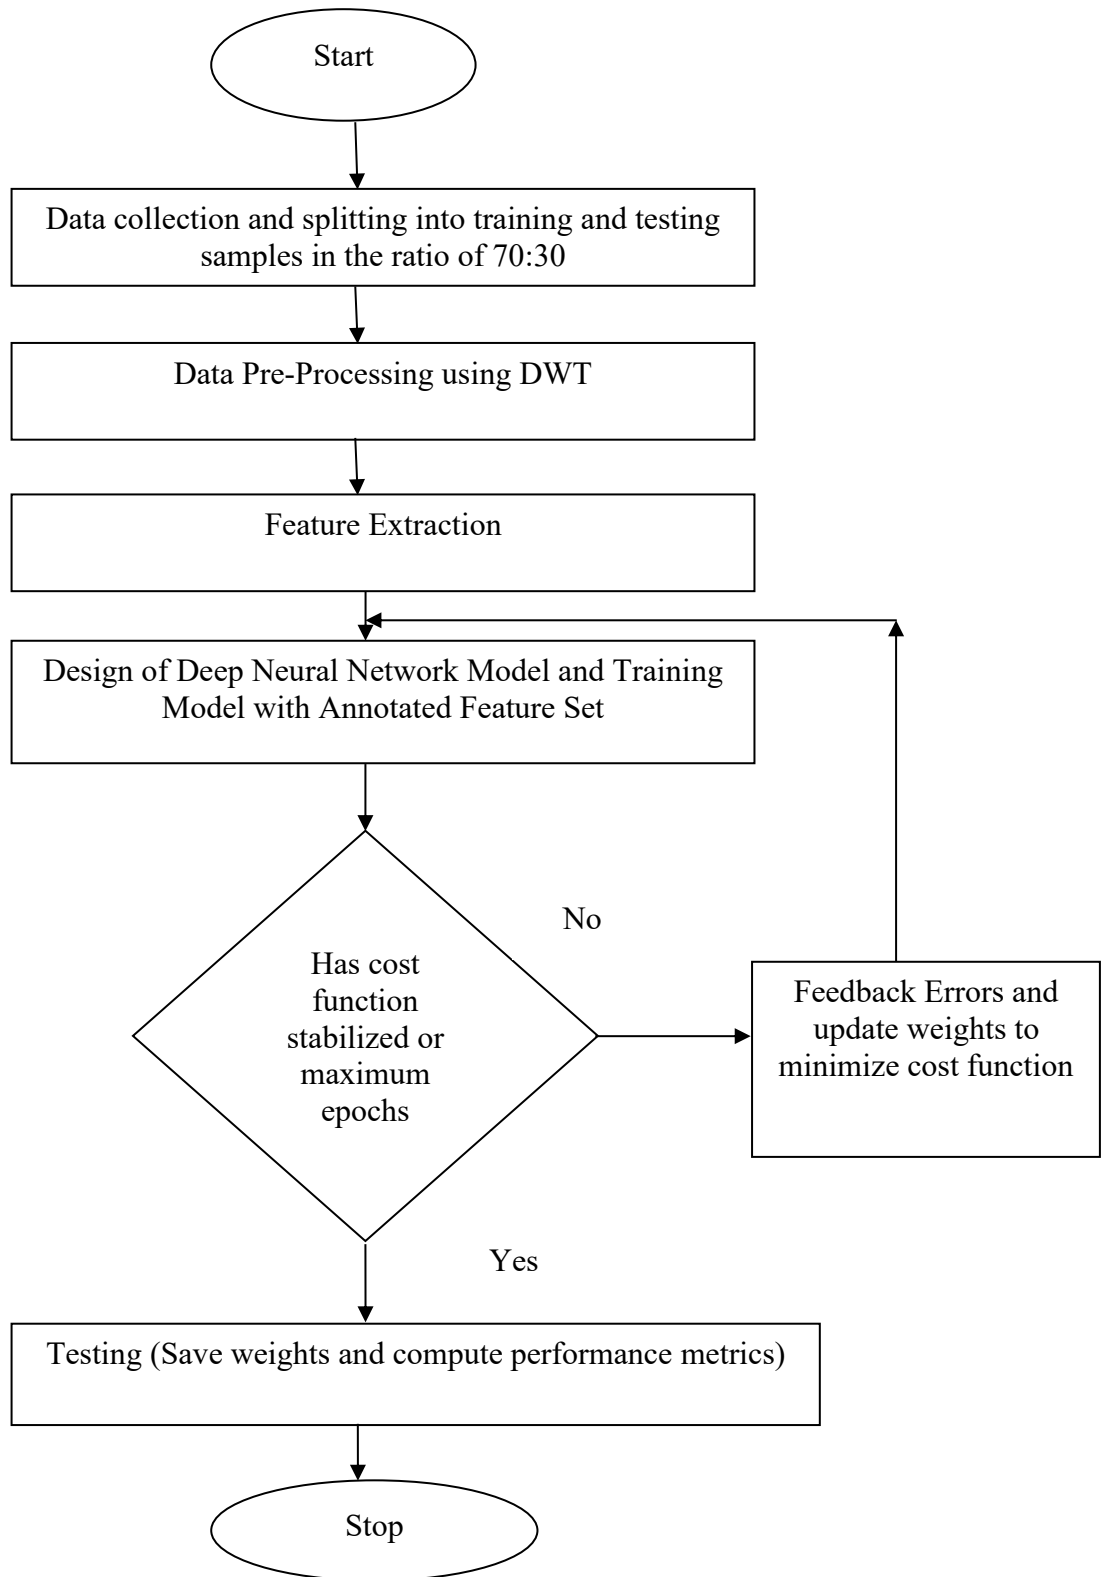 Start
Data collection and splitting into training and testing
samples in the ratio of 70:30
Data Pre-Processing using DWT
Feature Extraction
Design of Deep Neural Network Model and Training
Model with Annotated Feature Set
No
Has cost
function
stabilized or
maximum
epochs
Feedback Errors and
update weights to
minimize cost function
Yes
Testing (Save weights and compute performance metrics)
Stop